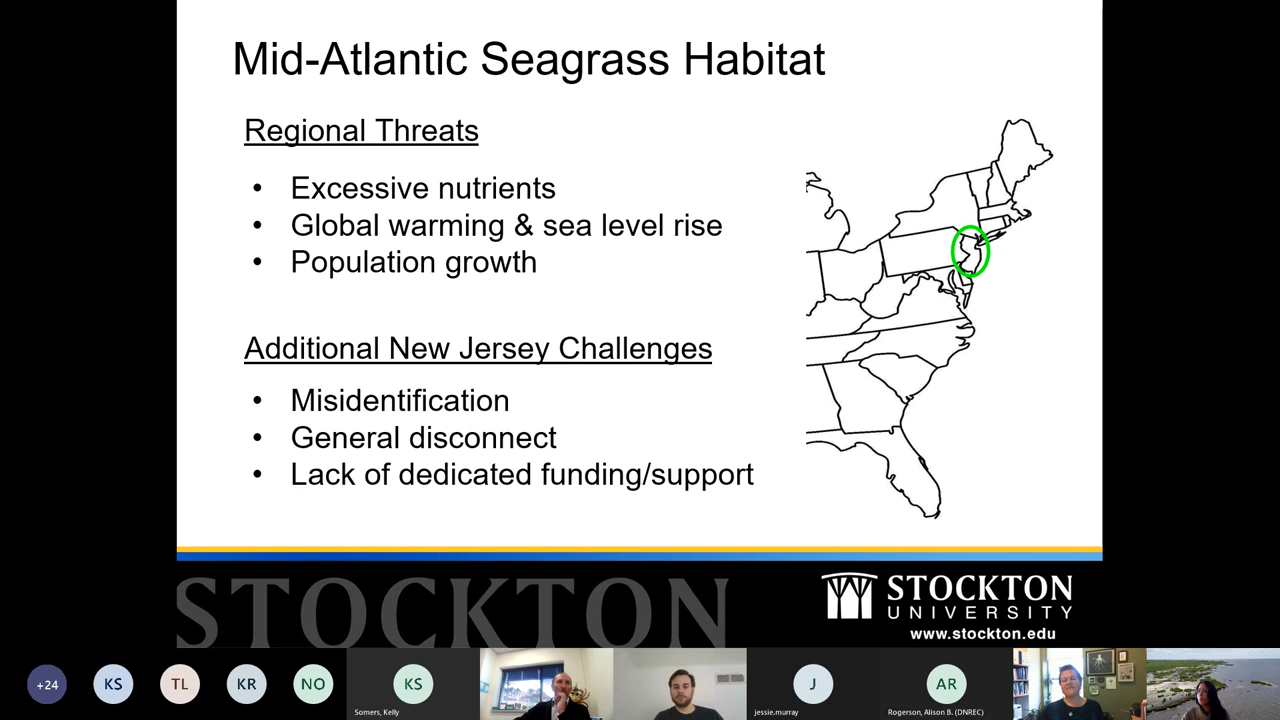 Mid-Atlantic Seagrass Habitat
Regional Threats
• Excessive nutrients
• Global warming & sea level rise
• Population growth
Additional New Jersey Challenges
• Misidentification
• General disconnect
• Lack of dedicated funding/support
STOCKTON
STOCKTON
UNIVERSITY
www.stockton.edu
+24
KS
TL
KR
NO
KS
Somers, Kelly
J
jessie.murray
AR
Rogerson, Alison B. (DNREC)